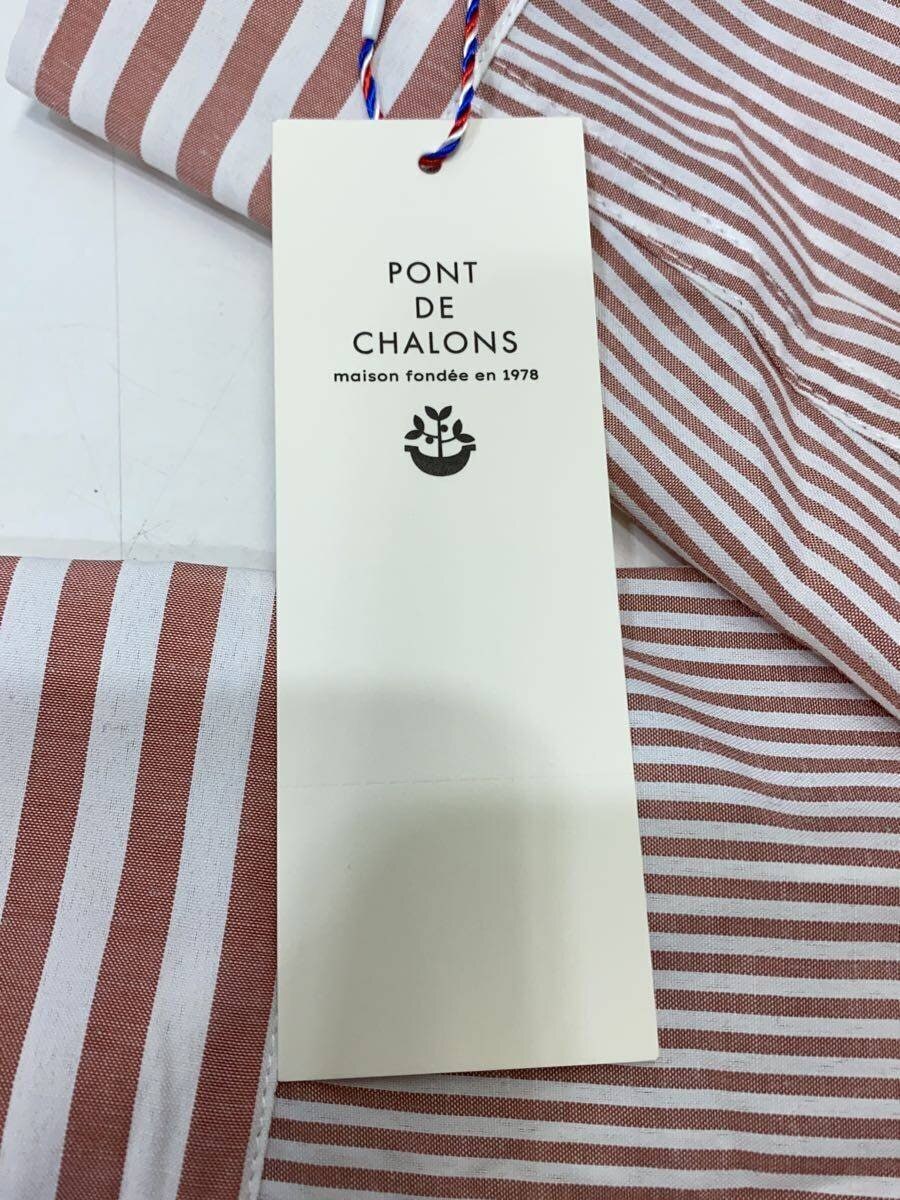 PONT
DE
CHALONS
maison fondée en 1978